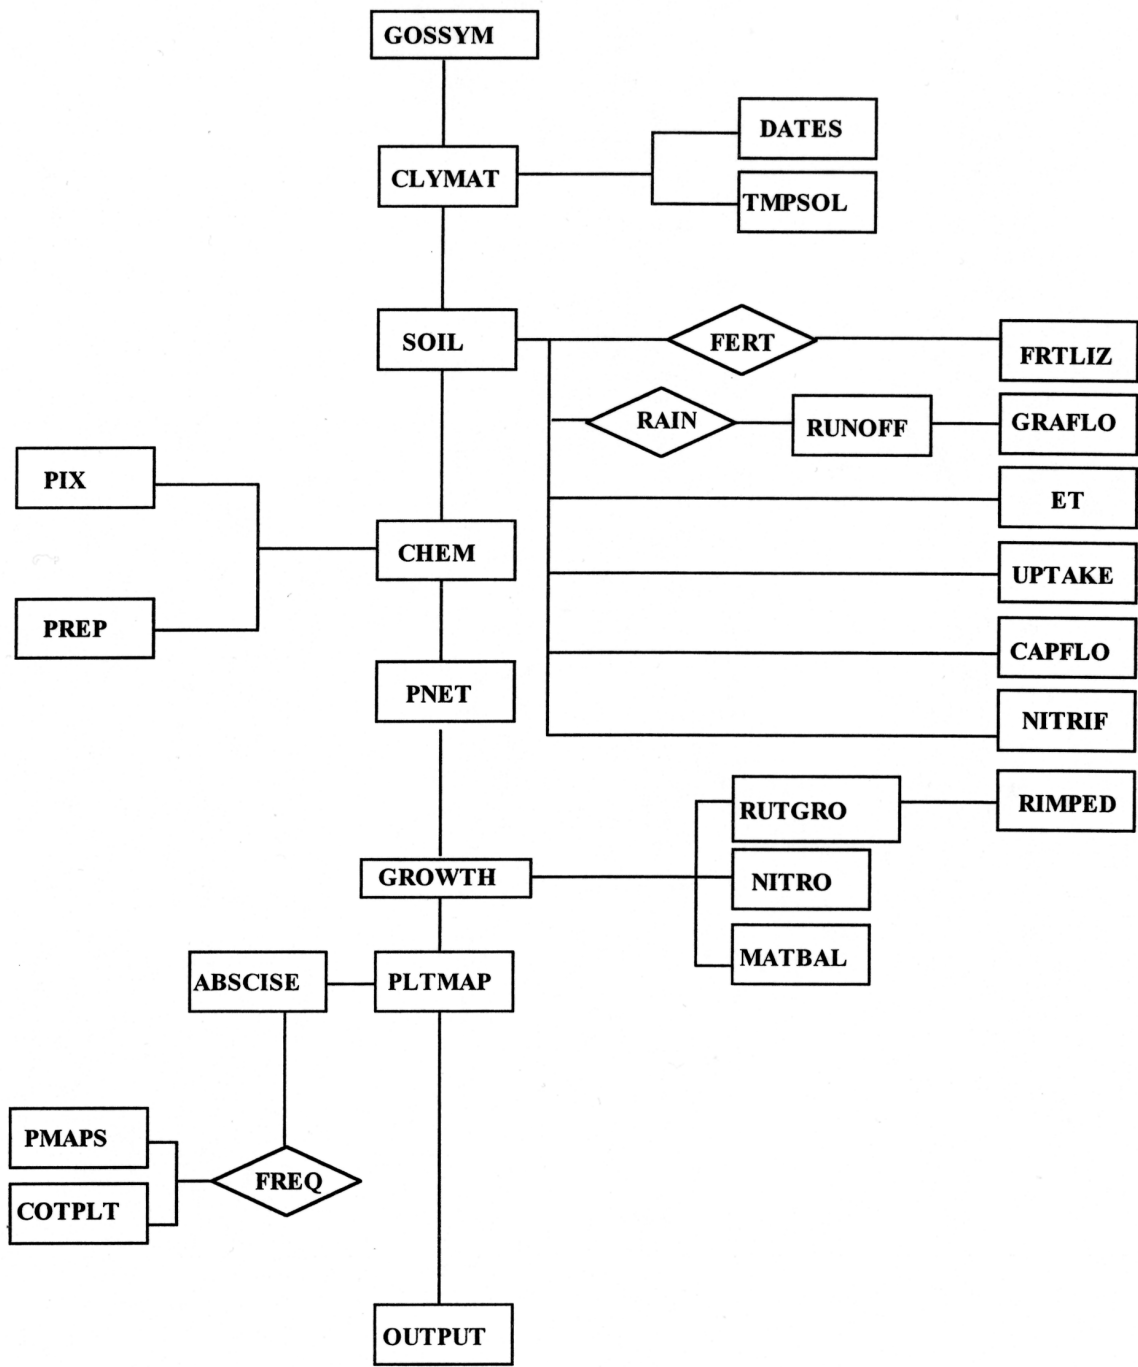 GOSSYM
DATES
CLYMAT
TMPSOL
SOIL
FERT
FRTLIZ
RAIN
RUNOFF
GRAFLO
PIX
ET
CHEM
UPTAKE
PREP
CAPFLO
PNET
NITRIF
RUTGRO
RIMPED
GROWTH
NITRO
MATBAL
ABSCISE
PLTMAP
PMAPS
FREQ
COTPLT
OUTPUT